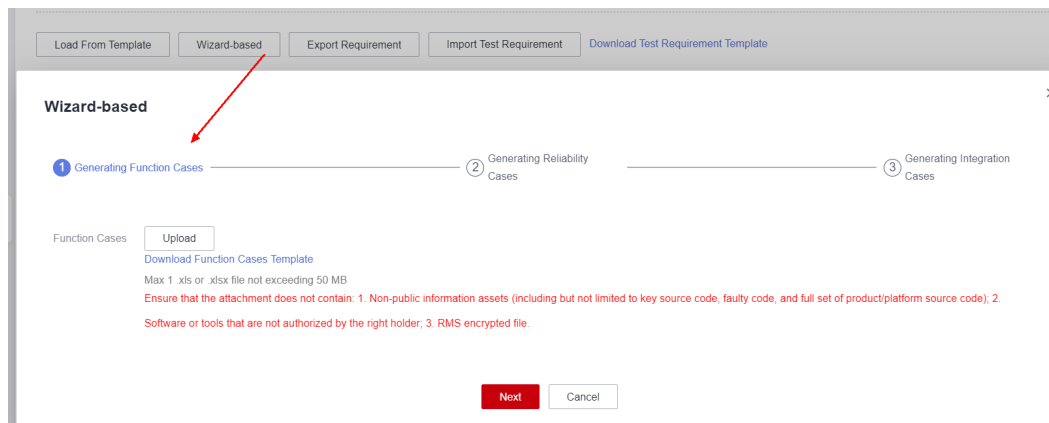 Load From Template
Wizard-based
Export Requirement
Import Test Requirement
Download Test Requirement Template
Wizard-based
1 Generating Function Cases
2 Generating Reliability
Cases
3 Generating Integration
Cases
Function Cases
Upload
Download Function Cases Template
Max 1 .xls or .xlsx file not exceeding 50 MB
Ensure that the attachment does not contain: 1. Non-public information assets (including but not limited to key source code, faulty code, and full set of product/platform source code); 2.
Software or tools that are not authorized by the right holder; 3. RMS encrypted file.
Next
Cancel